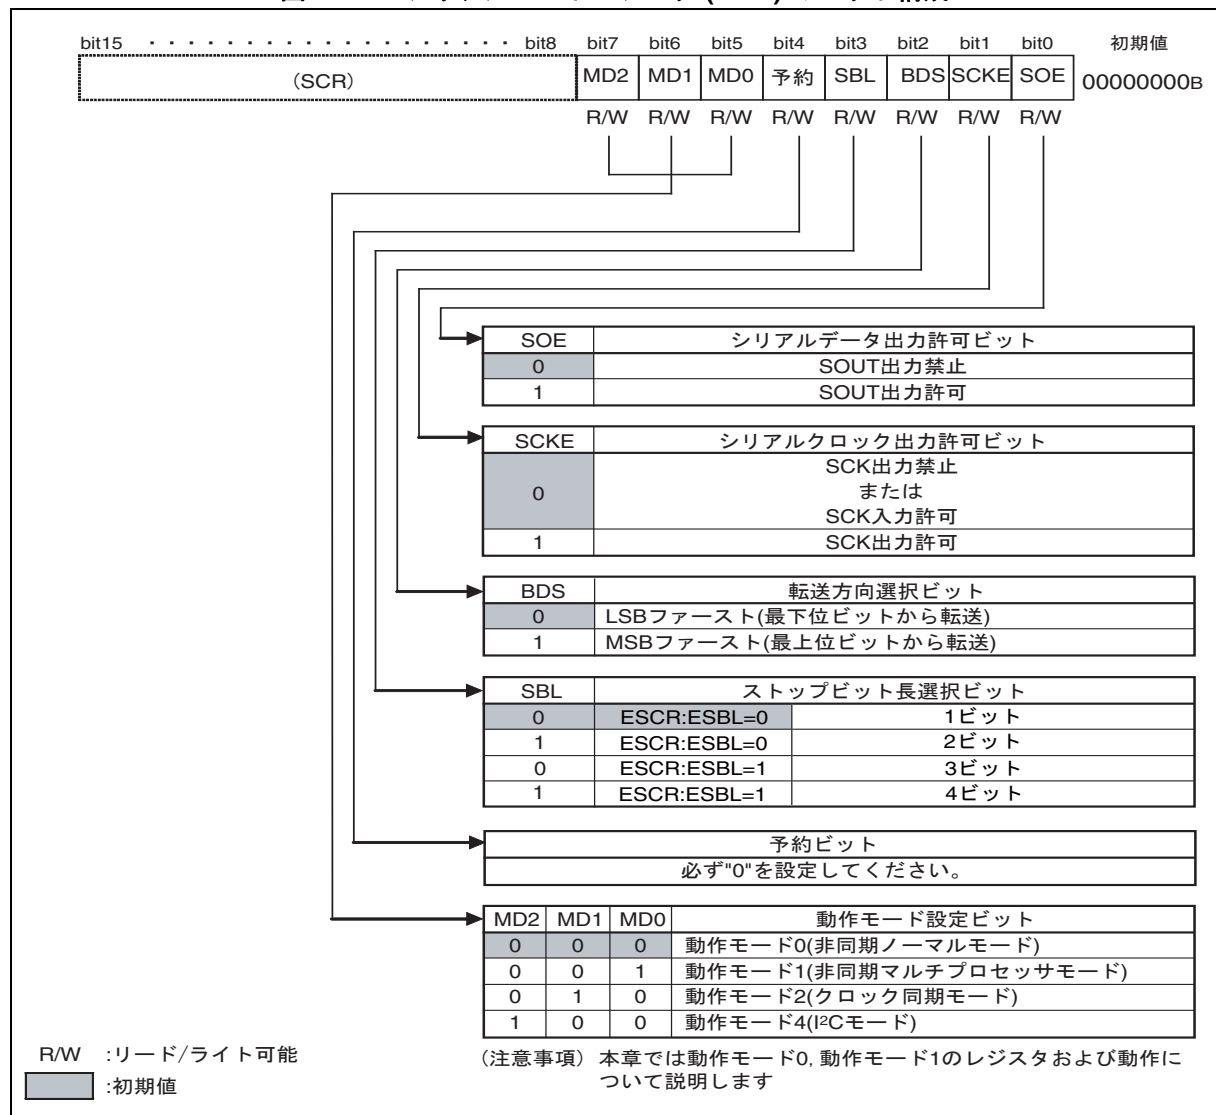 bit15 ・・・・・・・・・・・・・・・・・・・ bit8 bit7 bit6 bit5 bit4 bit3 bit2 bit1 bit0 初期値
(SCR) MD2 MD1 MD0 予約 SBL BDS SCKE SOE 00000000B
R/W R/W R/W R/W R/W R/W R/W R/W
SOE シリアルデータ出力許可ビット
0 SOUT出力禁止
1 SOUT出力許可
SCKE シリアルクロック出力許可ビット
0 SCK出力禁止
または
SCK入力許可
1 SCK出力許可
BDS 転送方向選択ビット
0 LSBファースト(最下位ビットから転送)
1 MSBファースト(最上位ビットから転送)
SBL ストップビット長選択ビット
0 ESCR:ESBL=0 1ビット
1 ESCR:ESBL=0 2ビット
0 ESCR:ESBL=1 3ビット
1 ESCR:ESBL=1 4ビット
予約ビット
必ず"0"を設定してください。
MD2 MD1 MD0 動作モード設定ビット
0 0 0 動作モード0(非同期ノーマルモード)
0 0 1 動作モード1(非同期マルチプロセッサモード)
0 1 0 動作モード2(クロック同期モード)
1 0 0 動作モード4(I²Cモード)
R/W :リード/ライト可能
:初期値
(注意事項) 本章では動作モード0, 動作モード1のレジスタおよび動作に
ついて説明します